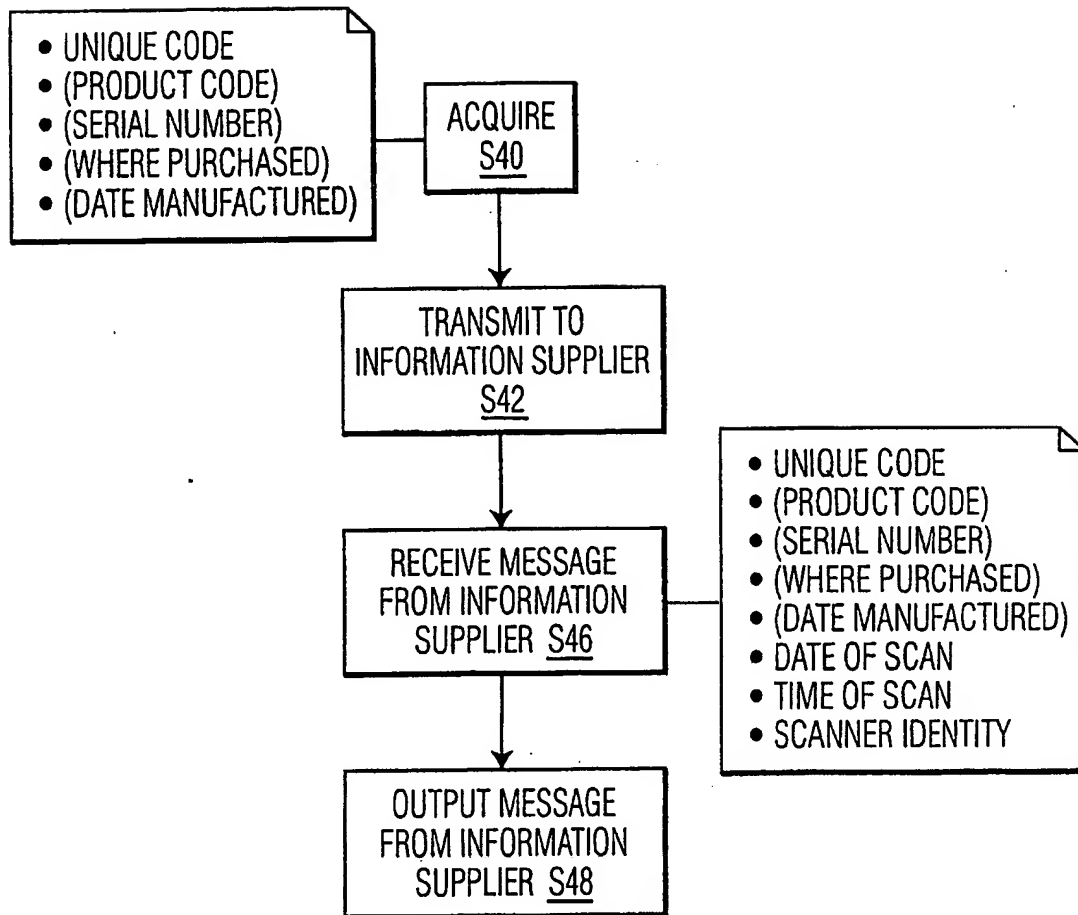 • UNIQUE CODE
• (PRODUCT CODE)
• (SERIAL NUMBER)
• (WHERE PURCHASED)
• (DATE MANUFACTURED)
ACQUIRE
S40
TRANSMIT TO
INFORMATION SUPPLIER
S42
RECEIVE MESSAGE
FROM INFORMATION
SUPPLIER S46
• UNIQUE CODE
• (PRODUCT CODE)
• (SERIAL NUMBER)
• (WHERE PURCHASED)
• (DATE MANUFACTURED)
• DATE OF SCAN
• TIME OF SCAN
• SCANNER IDENTITY
OUTPUT MESSAGE
FROM INFORMATION
SUPPLIER S48